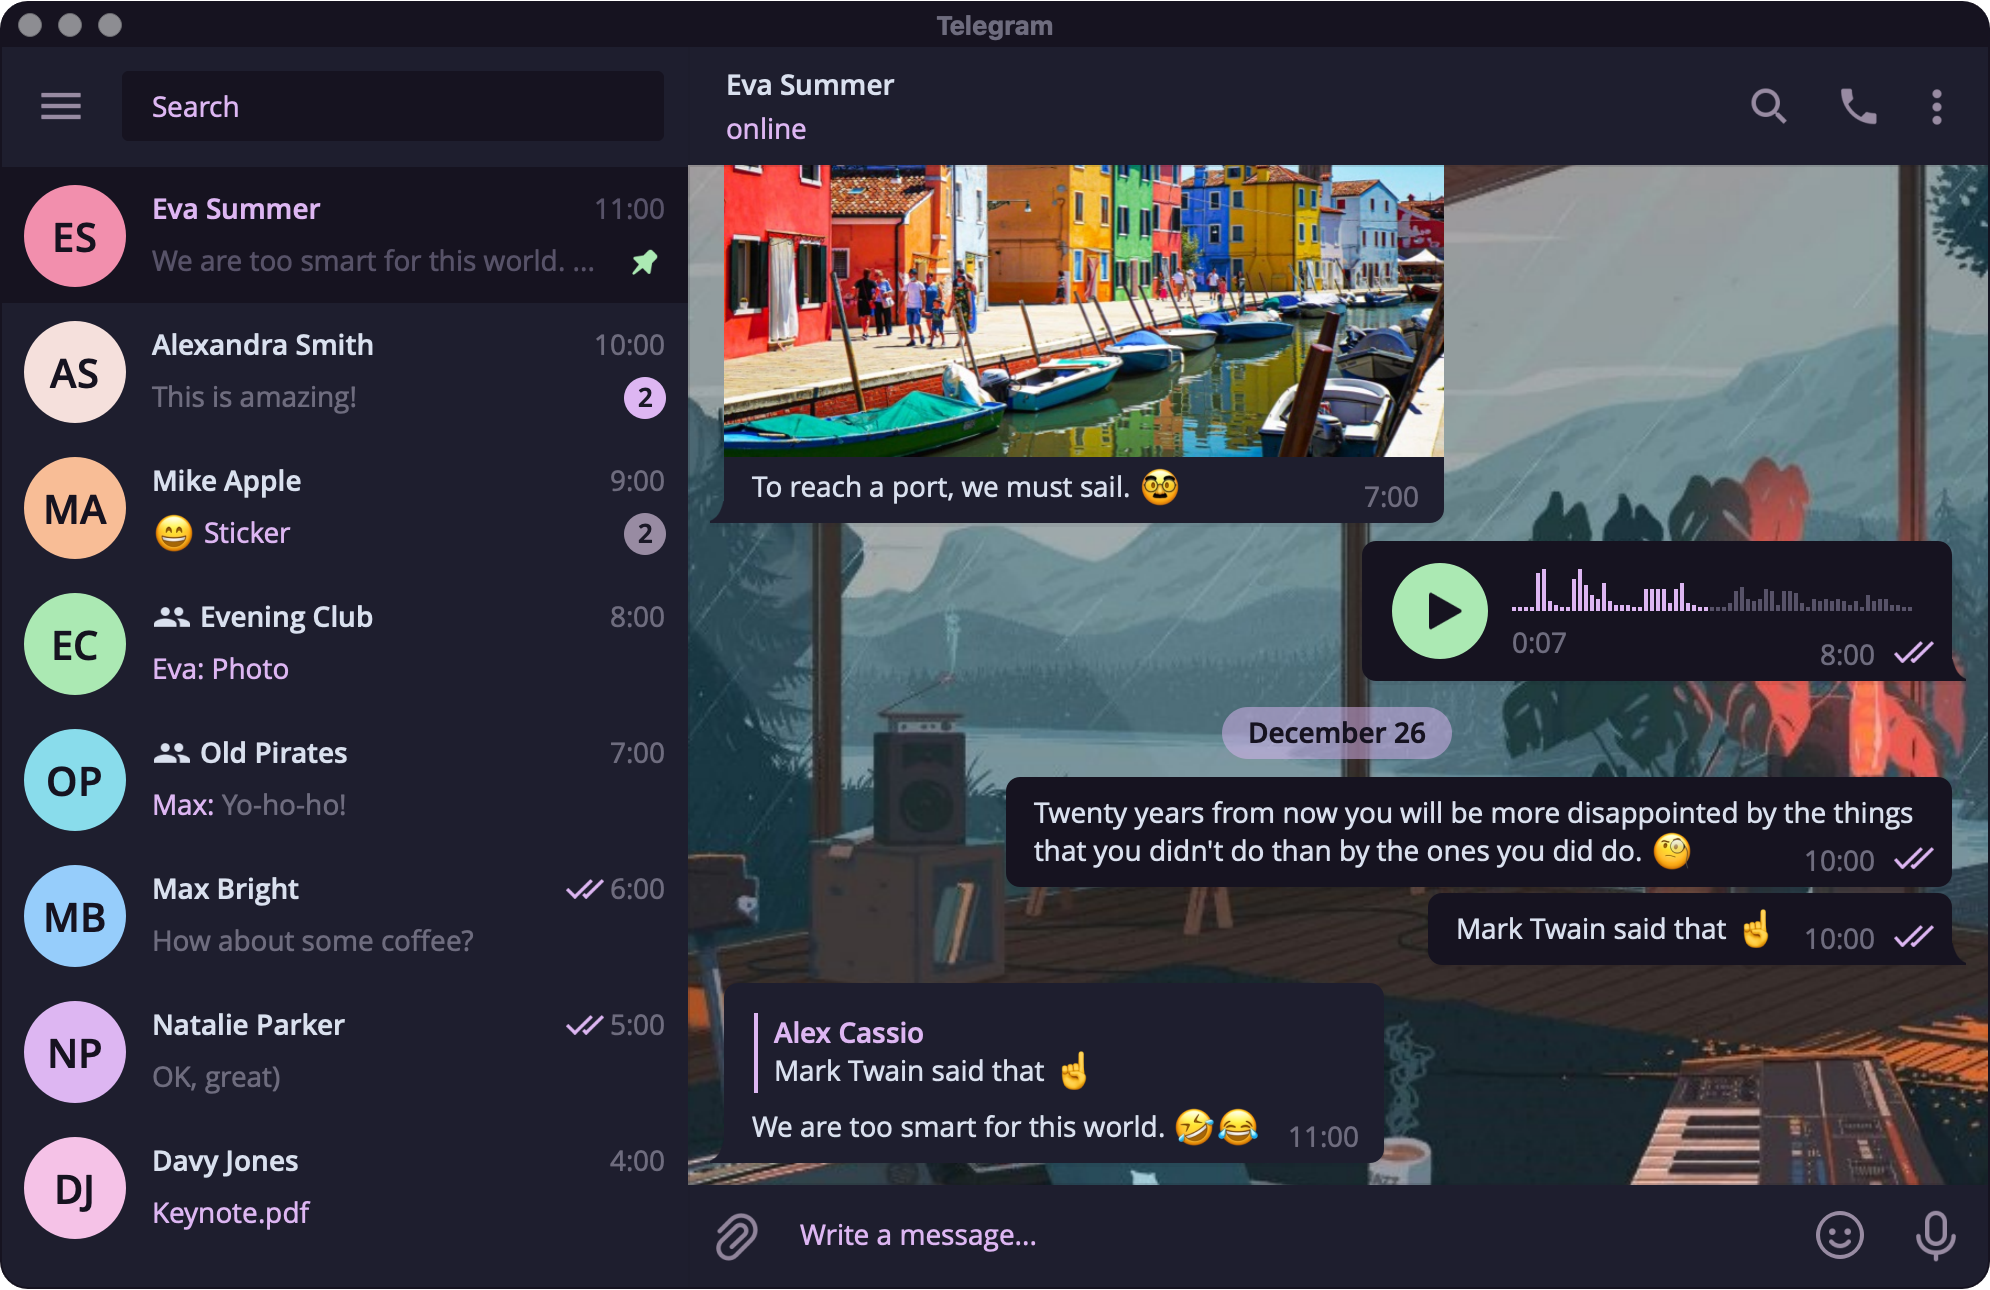 Telegram
Search
ES
Eva Summer
11:00
We are too smart for this world. ...
AS
Alexandra Smith
10:00
This is amazing!
2
MA
Mike Apple
9:00
😄 Sticker
2
EC
Evening Club
8:00
Eva: Photo
OP
Old Pirates
7:00
Max: Yo-ho-ho!
MB
Max Bright
6:00
How about some coffee?
NP
Natalie Parker
5:00
OK, great)
DJ
Davy Jones
4:00
Keynote.pdf
Eva Summer
online
To reach a port, we must sail. 🥸
7:00
0:07
8:00
December 26
Twenty years from now you will be more disappointed by the things
that you didn't do than by the ones you did do. 🧐
10:00
Mark Twain said that ☝️
10:00
Alex Cassio
Mark Twain said that ☝️
We are too smart for this world. 🤣😂
11:00
JAZZ
Write a message...